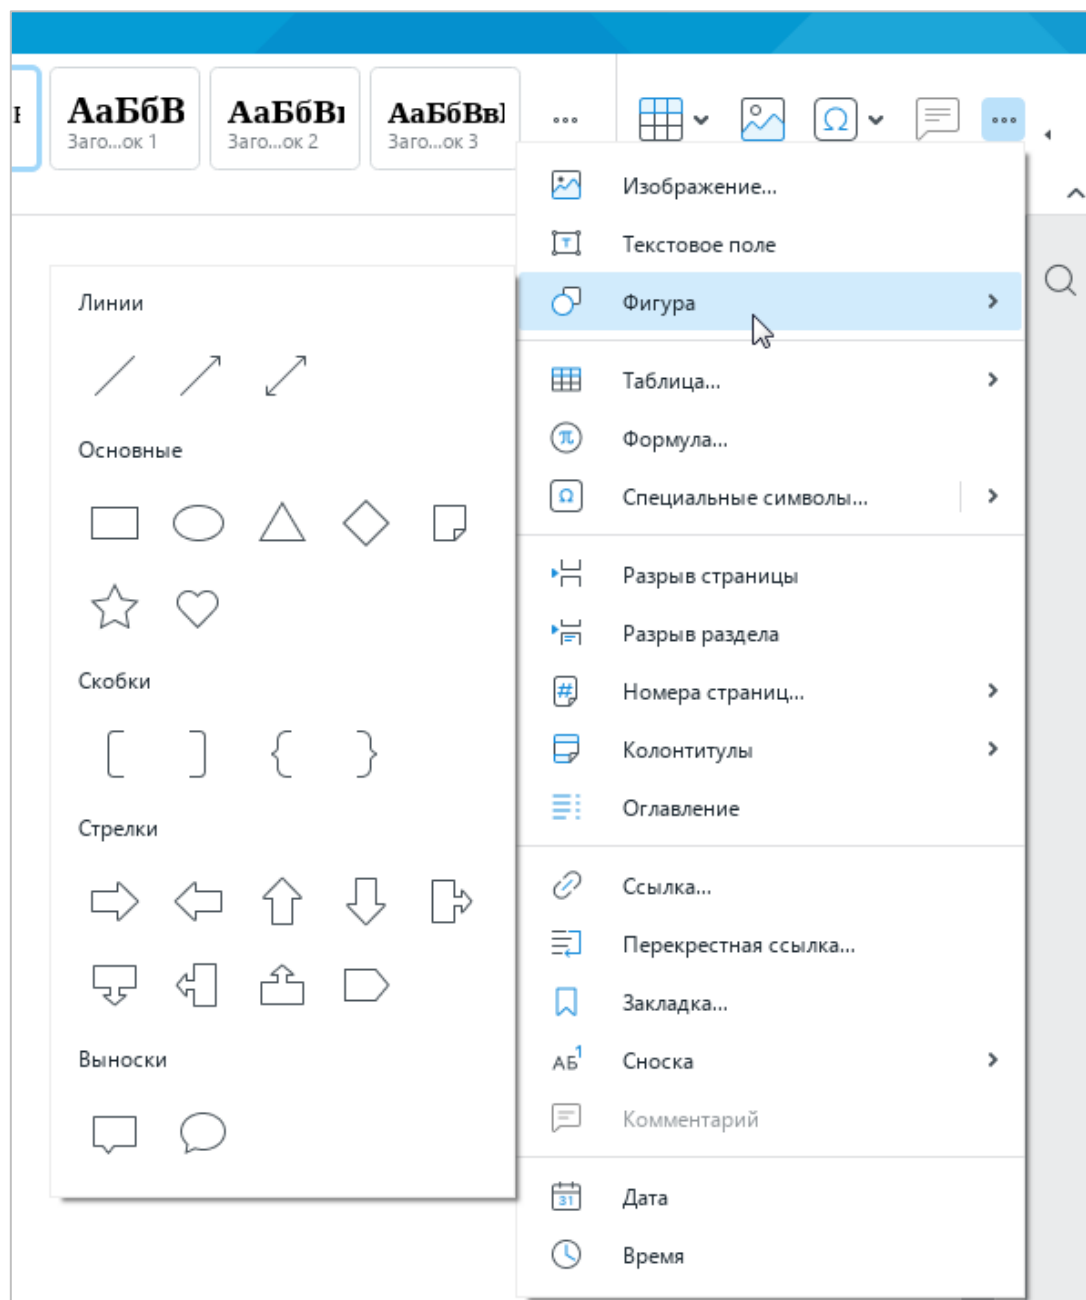 АаБбВ
Заго...ок 1
АаБбВı
Заго...ок 2
АаБбВвІ
Заго...ок 3
Изображение...
Текстовое поле
Фигура
Таблица...
Формула...
Специальные символы...
Разрыв страницы
Разрыв раздела
Номера страниц...
Колонтитулы
Оглавление
Ссылка...
Перекрестная ссылка...
Закладка...
АБ1
Сноска
Комментарий
31
Дата
Время
Линии
Основные
Скобки
Стрелки
Выноски